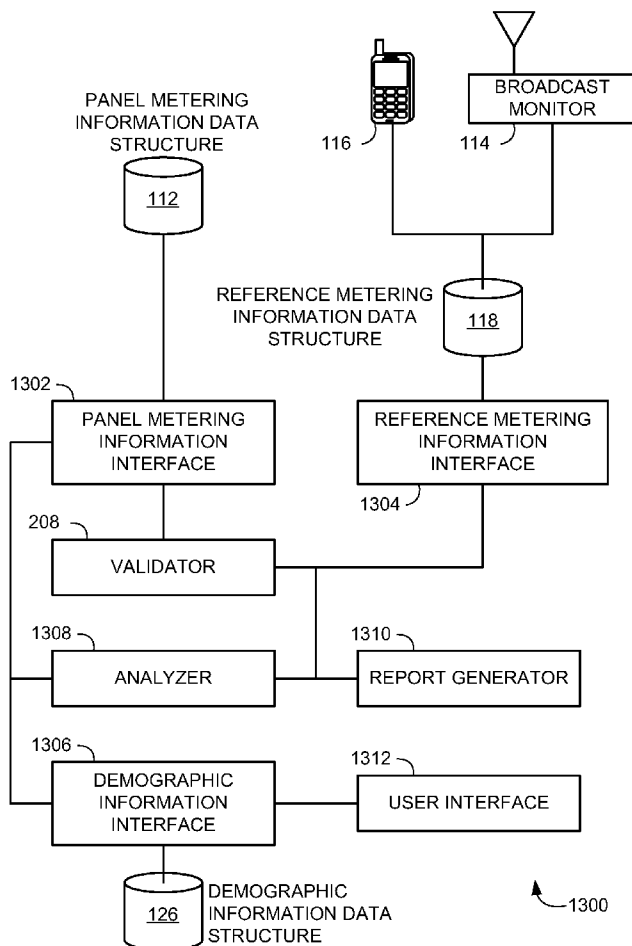 PANEL METERING
INFORMATION DATA
STRUCTURE
112
116
BROADCAST
MONITOR
114
REFERENCE METERING
INFORMATION DATA
STRUCTURE
118
1302
PANEL METERING
INFORMATION
INTERFACE
REFERENCE METERING
INFORMATION
INTERFACE
1304
208
VALIDATOR
1308
ANALYZER
1310
REPORT GENERATOR
1306
DEMOGRAPHIC
INFORMATION
INTERFACE
1312
USER INTERFACE
126
DEMOGRAPHIC
INFORMATION DATA
STRUCTURE
1300